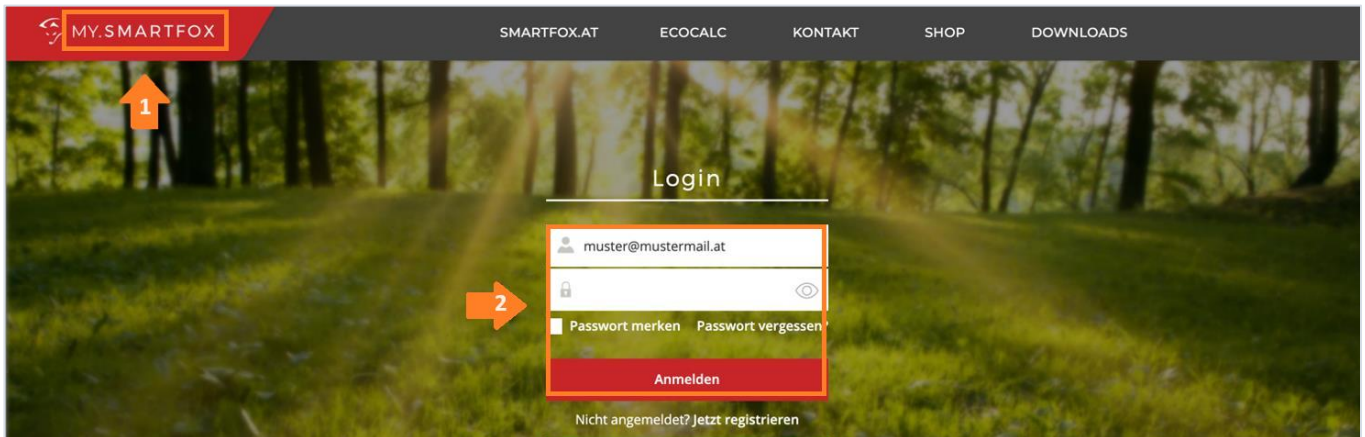 MY.SMARTFOX SMARTFOX.AT ECOCALC KONTAKT SHOP DOWNLOADS
1
Login
muster@mustermail.at
2
Passwort merken Passwort vergessen?
Anmelden
Nicht angemeldet? Jetzt registrieren